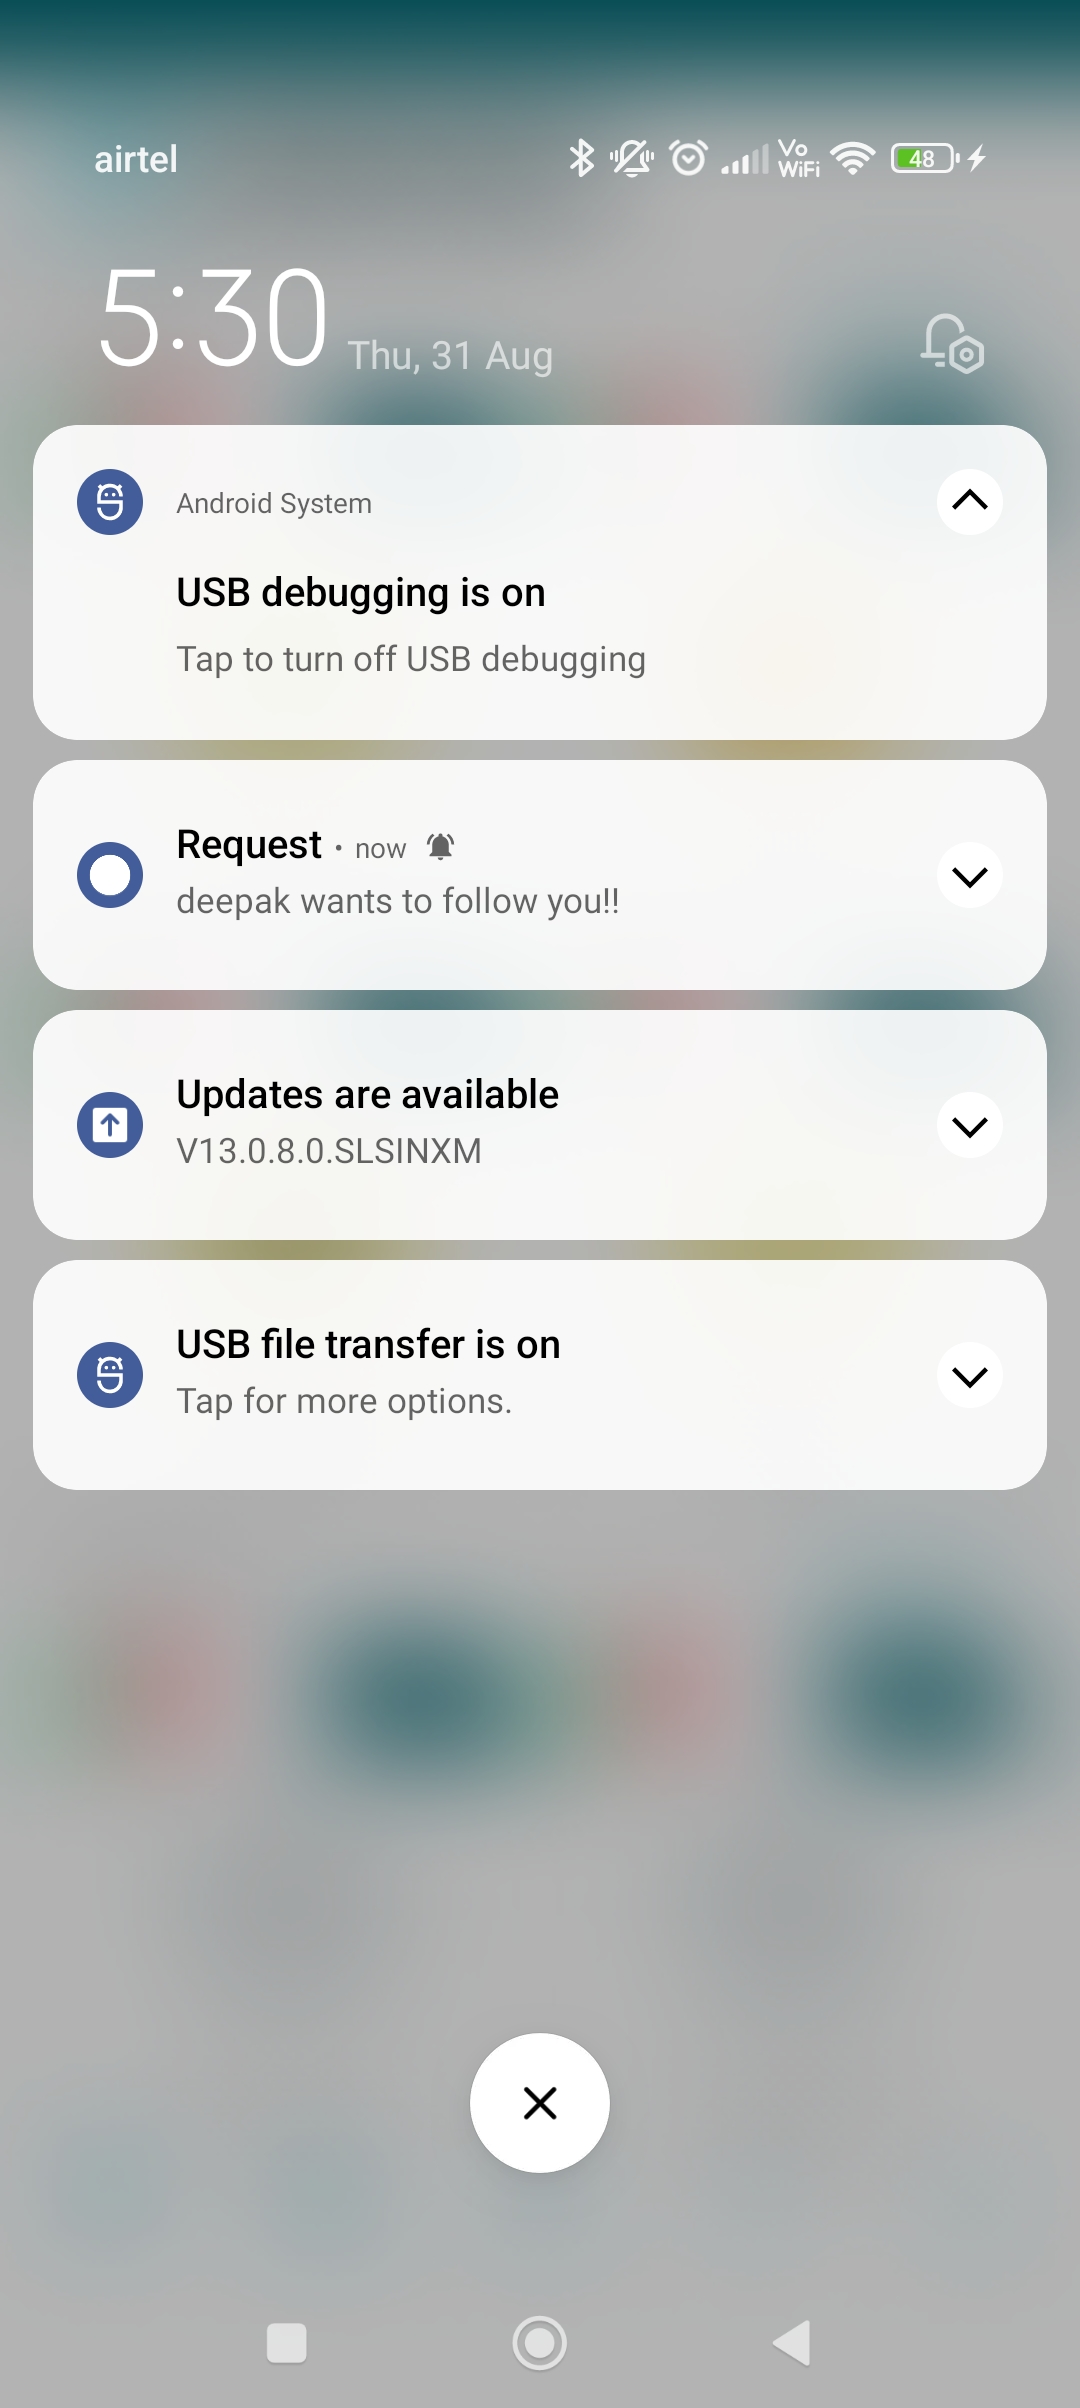 airtel
Vo
WiFi
48
5:30 Thu, 31 Aug
Android System
USB debugging is on
Tap to turn off USB debugging
Request • now
deepak wants to follow you!!
Updates are available
V13.0.8.0.SLSINXM
USB file transfer is on
Tap for more options.